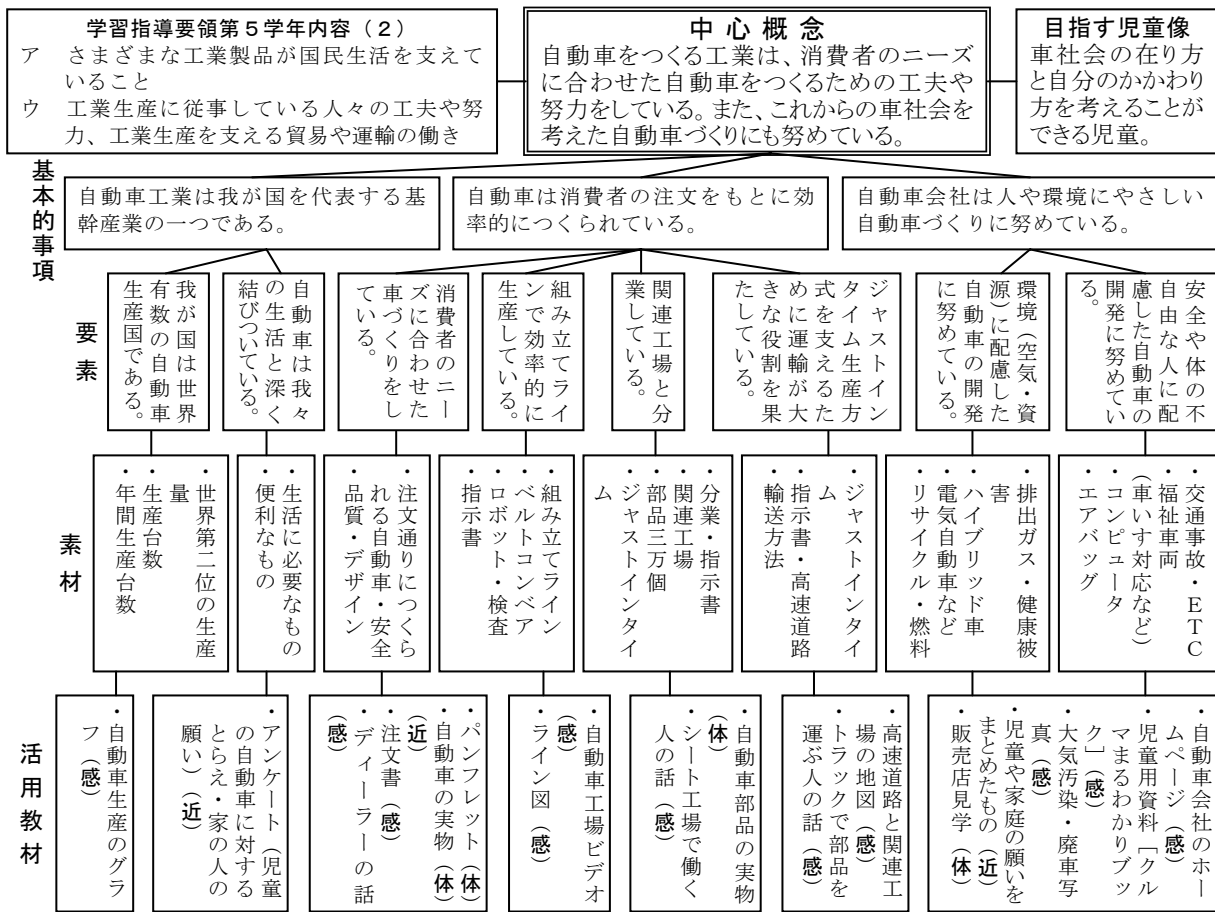 学習指導要領第５学年内容（２）
ア　さまざまな工業製品が国民生活を支えて
いること
ウ　工業生産に従事している人々の工夫や努
力、工業生産を支える貿易や運輸の働き
中心概念
自動車をつくる工業は、消費者のニーズ
に合わせた自動車をつくるための工夫や
努力をしている。また、これからの車社会を
考えた自動車づくりにも努めている。
目指す児童像
車社会の在り方
と自分のかかわり
方を考えることが
できる児童。
基本的事項
自動車工業は我が国を代表する基
幹産業の一つである。
自動車は消費者の注文をもとに効
率的につくられている。
自動車会社は人や環境にやさしい
自動車づくりに努めている。
要素
我が国は世界
有数の自動車
生産国である。
自動車は我々
の生活と深く
結びついている。
消費者のニー
ズに合わせた
車づくりをし
ている。
組み立てライ
ンで効率的に
生産している。
関連工場と分
業している。
ジャストイン
タイム生産方
式を支えるた
めに運輸が大
きな役割を果
たしている。
環境（空気・資
源）に配慮した
自動車の開発
に努めている。
安全や体の不
自由な人に配
慮した自動車の
開発に努めてい
る。
素材
・世界第二位の生産
量
・生産台数
・年間生産台数
・生活に必要なもの
・便利なもの
・注文通りにつくら
れる自動車・安全
・品質・デザイン
・組み立てライン
・ベルトコンベア
・ロボット・検査
・指示書
・分業・指示書
・関連工場
・部品三万個
・ジャストインタイ
ム
・ジャストインタイ
ム
・指示書・高速道路
・輸送方法
・排出ガス・健康被
害
・ハイブリッド車
・電気自動車など
・リサイクル・燃料
・交通事故・ETC
・福祉車両
（車いす対応など）
・コンピュータ
・エアバッグ
活用教材
・自動車生産のグラ
フ（感）
・アンケート（児童
の自動車に対する
とらえ・家の人の
願い）（近）
・パンフレット（体）
・自動車の実物（体）
（近）
・注文書（感）
・ディーラーの話
（感）
・自動車工場ビデオ
（感）
・ライン図（感）
・自動車部品の実物
（体）
・シート工場で働く
人の話（感）
・高速道路と関連工
場の地図（感）
・トラックで部品を
運ぶ人の話（感）
・自動車会社のホー
ムページ（感）
・児童用資料［クル
マまるわかりブッ
ク］（感）
・大気汚染・廃車写
真（感）
・児童や家庭の願いを
まとめたもの（近）
・販売店見学（体）